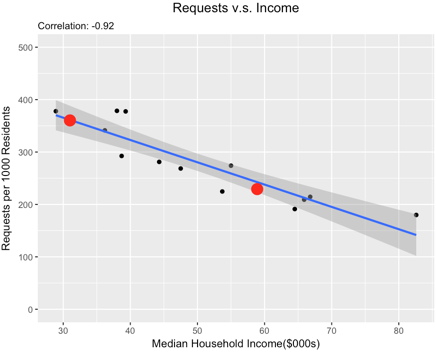 Requests v.s. Income
Correlation: -0.92
500
400
300
200
100
0
Requests per 1000 Residents
30 40 50 60 70 80
Median Household Income($000s)